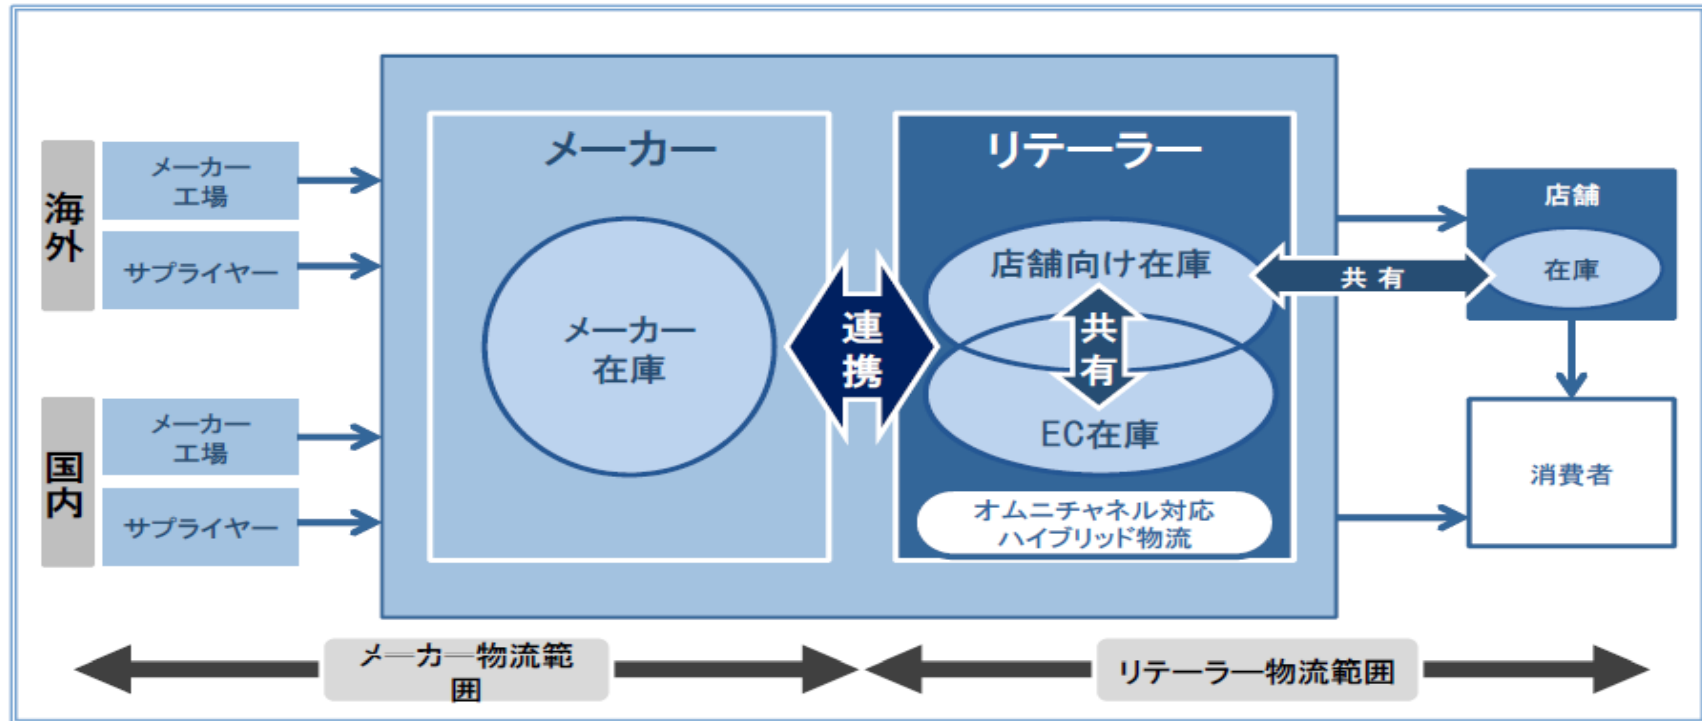 海外
メーカー
工場
サプライヤー
国内
メーカー
工場
サプライヤー
メーカー
メーカー
在庫
連携
リテーラー
店舗向け在庫
共有
EC在庫
オムニチャネル対応
ハイブリッド物流
共 有
店舗
在庫
消費者
メーカー物流範
囲
リテーラー物流範囲